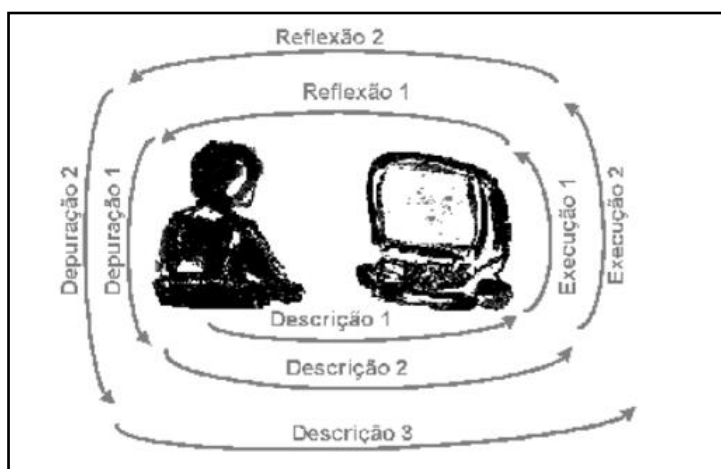 Reflexão 2
Reflexão 1
Depuração 2
Depuração 1
Execução 1
Execução 2
Descrição 1
Descrição 2
Descrição 3